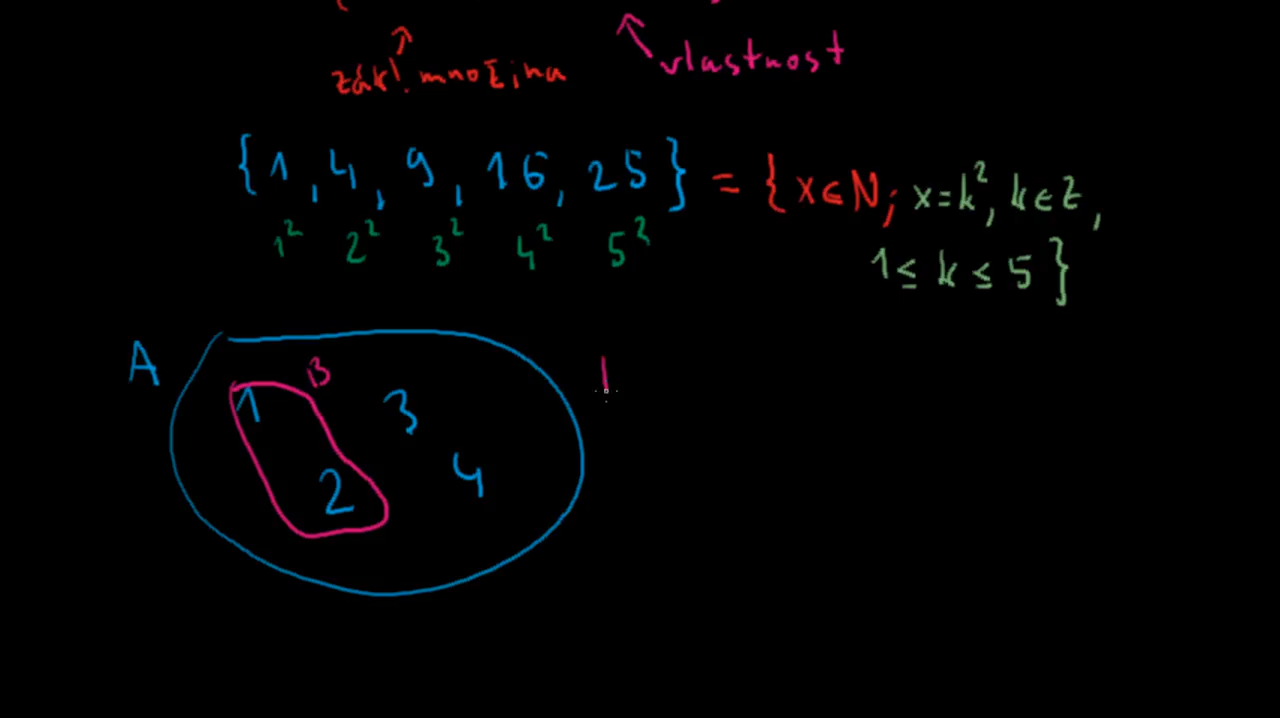 zákl. množina
vlastnost
{1, 4, 9, 16, 25} = {x∈N; x=k², k∈Z,
1² 2² 3² 4² 5²
1 ≤ k ≤ 5}
A
B
1
3
2
4